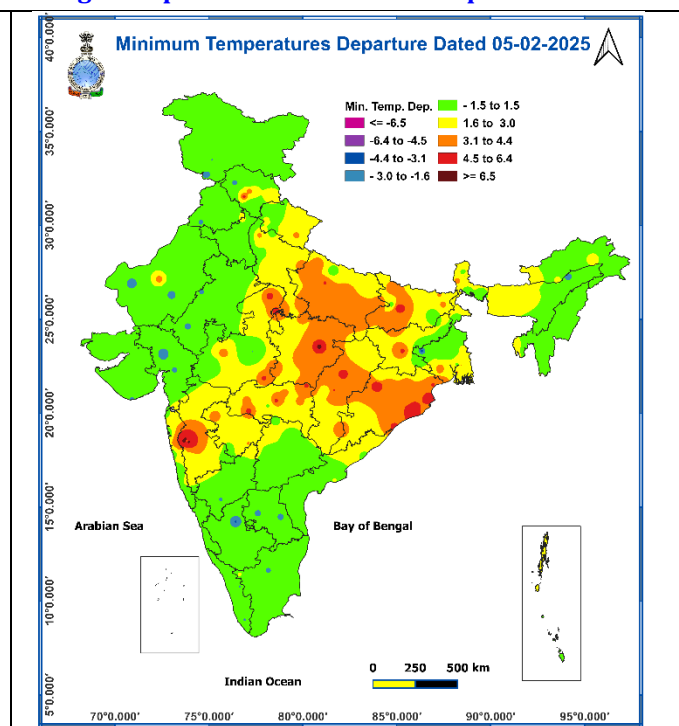 Minimum Temperatures Departure Dated 05-02-2025
Min. Temp. Dep.
<= -6.5
-6.4 to -4.5
-4.4 to -3.1
- 3.0 to -1.6
- 1.5 to 1.5
1.6 to 3.0
3.1 to 4.4
4.5 to 6.4
>= 6.5
40°0.000'
35°0.000'
30°0.000'
25°0.000'
20°0.000'
15°0.000'
10°0.000'
5°0.000'
Arabian Sea
Bay of Bengal
Indian Ocean
0 250 500 km
70°0.000' 75°0.000' 80°0.000' 85°0.000' 90°0.000' 95°0.000'